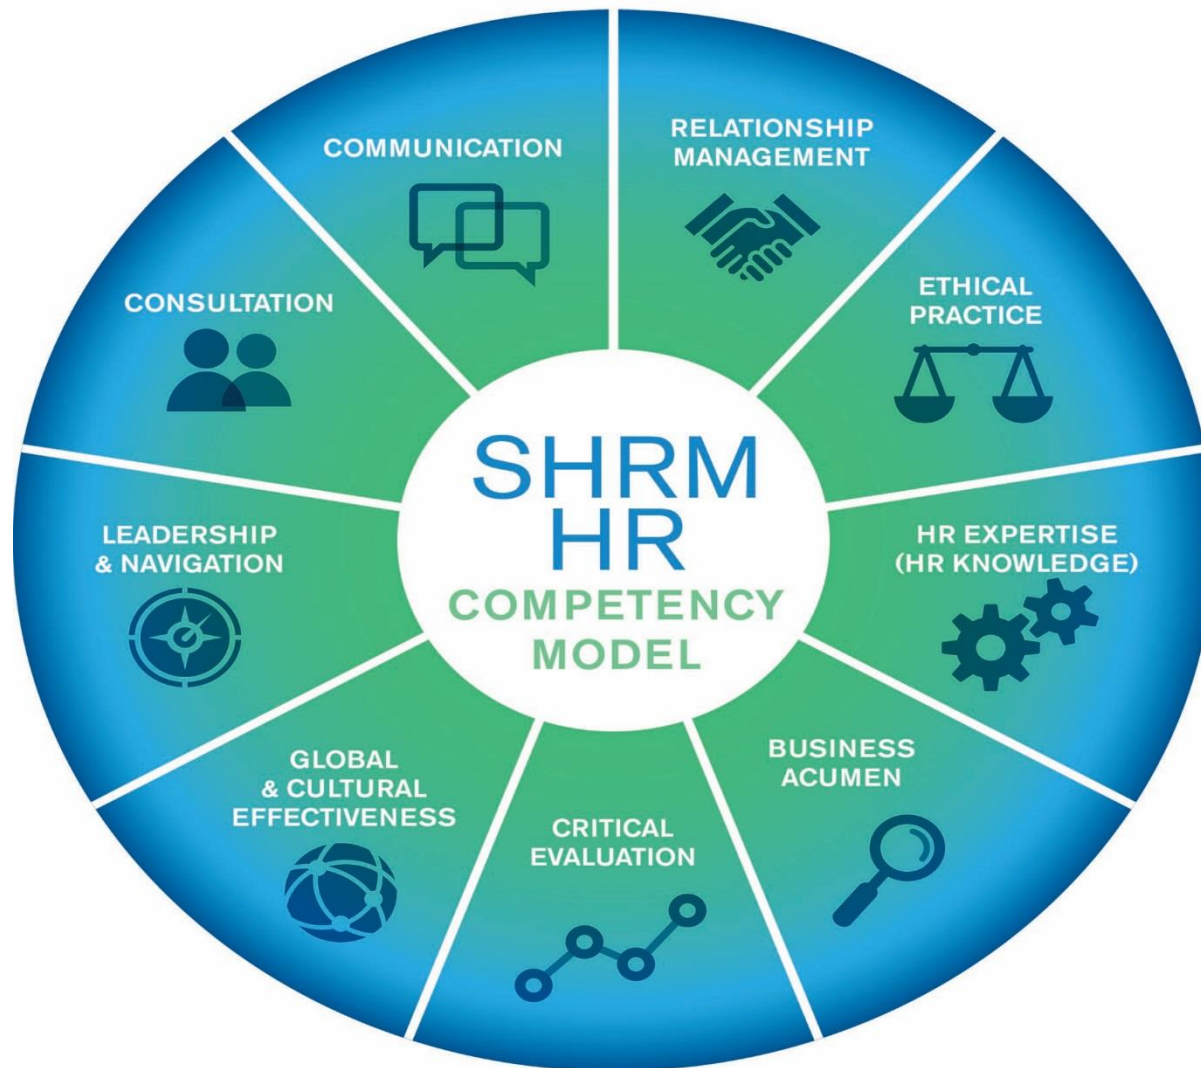 COMMUNICATION
RELATIONSHIP
MANAGEMENT
ETHICAL
PRACTICE
HR EXPERTISE
(HR KNOWLEDGE)
BUSINESS
ACUMEN
CRITICAL
EVALUATION
GLOBAL
& CULTURAL
EFFECTIVENESS
LEADERSHIP
& NAVIGATION
CONSULTATION
SHRM
HR
COMPETENCY
MODEL